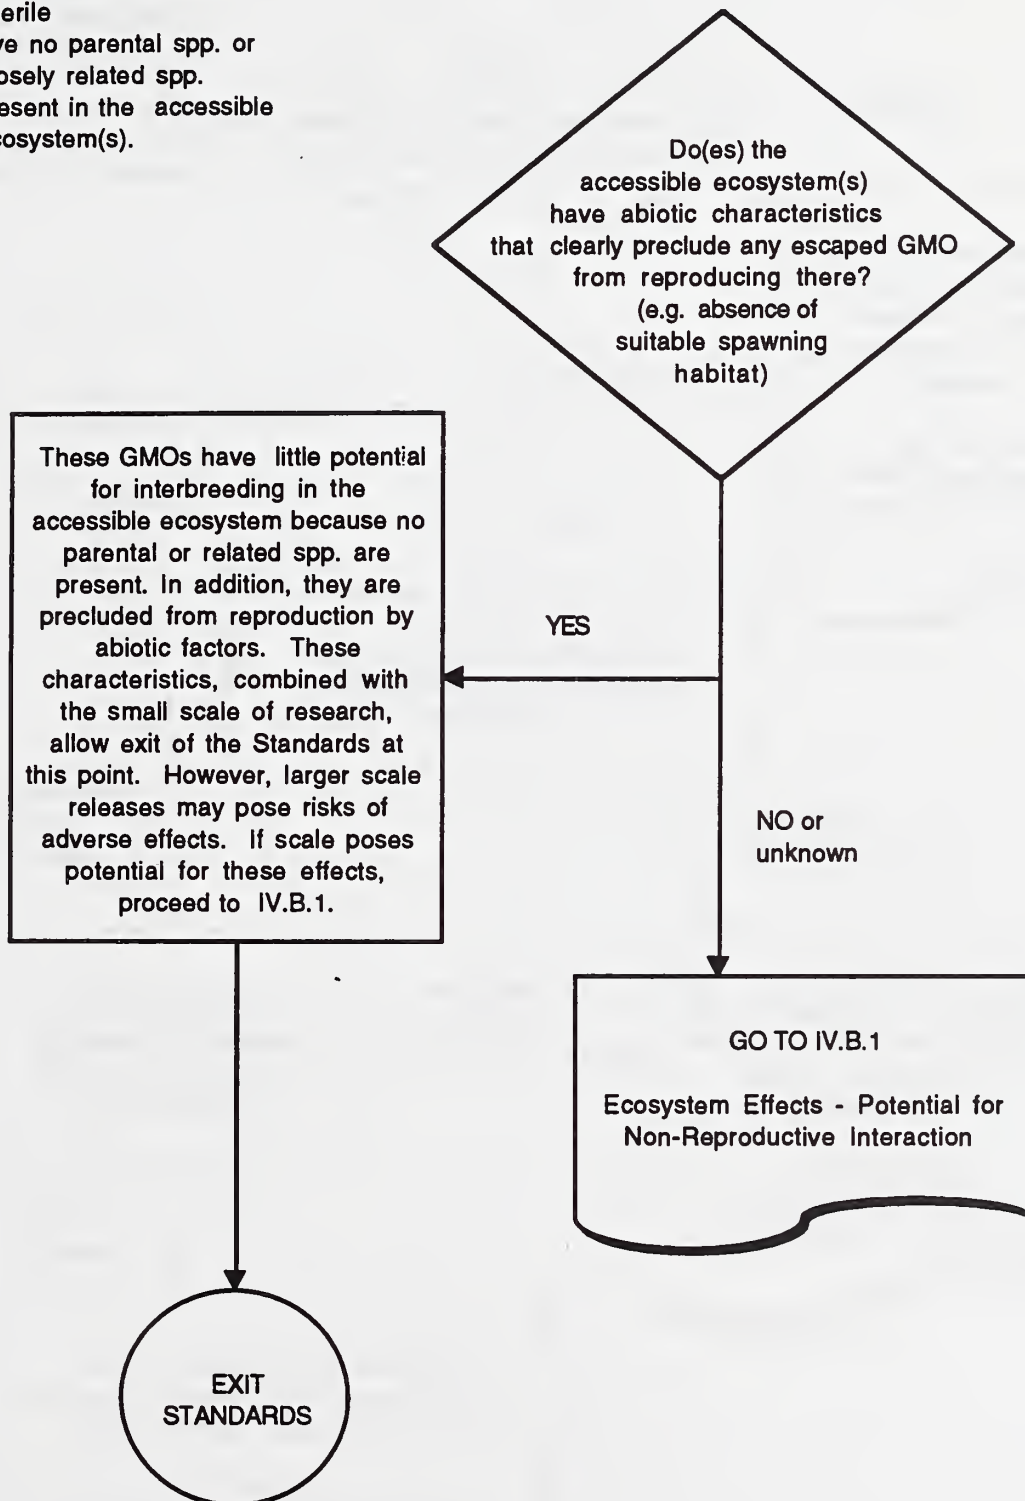 no parental spp. or
related spp.
in the accessible
Do(es) the
accessible ecosystem(s)
have abiotic characteristics
that clearly preclude any escaped GMO
from reproducing there?
(e.g. absence of
suitable spawning
habitat)
These GMOs have little potential
for interbreeding in the
accessible ecosystem because no
parental or related spp. are
present. In addition, they are
precluded from reproduction by
abiotic factors. These
characteristics, combined with
the small scale of research,
allow exit of the Standards at
this point. However, larger scale
releases may pose risks of
adverse effects. If scale poses
potential for these effects,
proceed to IV.B.1.
YES
NO or
unknown
GO TO IV.B.1
Ecosystem Effects - Potential for
Non-Reproductive Interaction
EXIT
STANDARDS